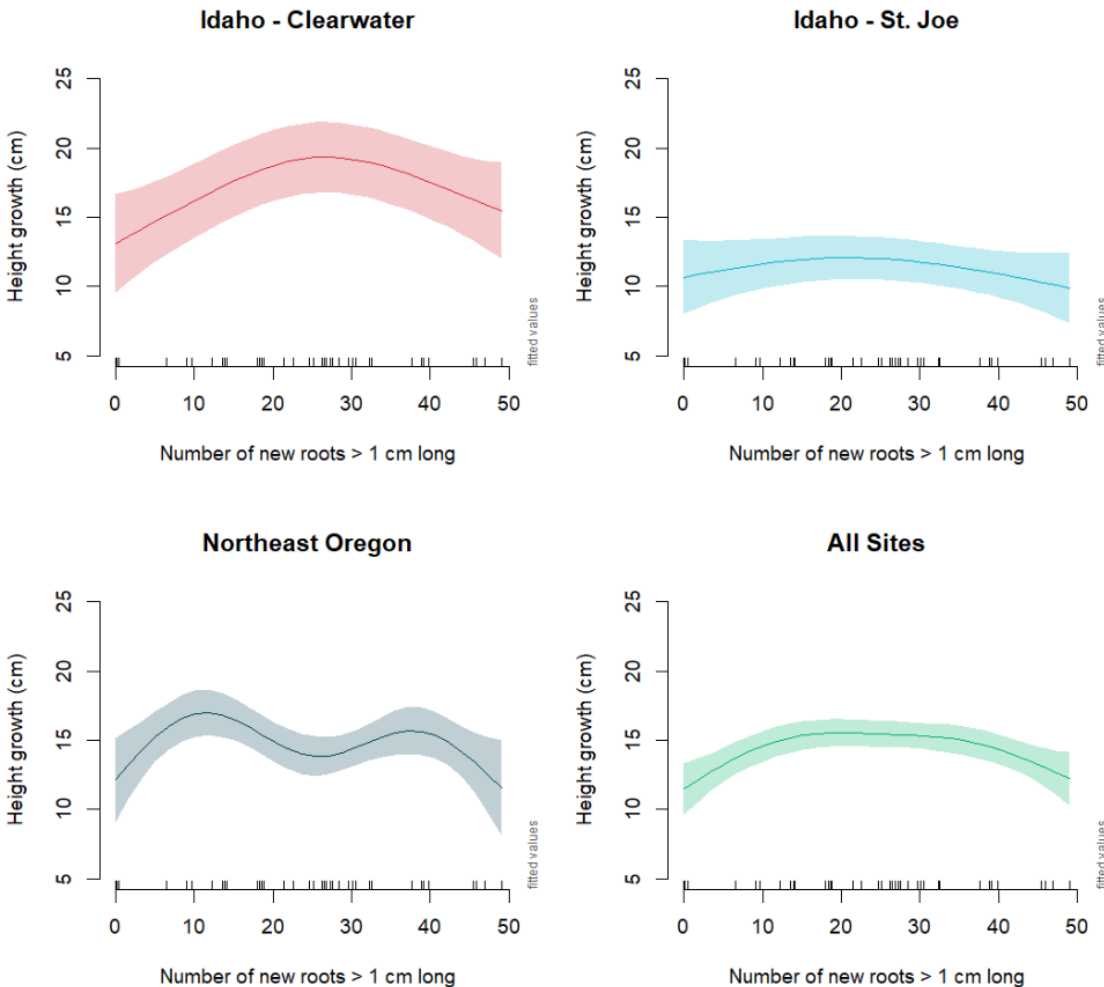 Idaho - Clearwater
Height growth (cm)
25
20
15
10
5
0 10 20 30 40 50
Number of new roots > 1 cm long
fitted values
Idaho - St. Joe
Height growth (cm)
25
20
15
10
5
0 10 20 30 40 50
Number of new roots > 1 cm long
fitted values
Northeast Oregon
Height growth (cm)
25
20
15
10
5
0 10 20 30 40 50
Number of new roots > 1 cm long
fitted values
All Sites
Height growth (cm)
25
20
15
10
5
0 10 20 30 40 50
Number of new roots > 1 cm long
fitted values